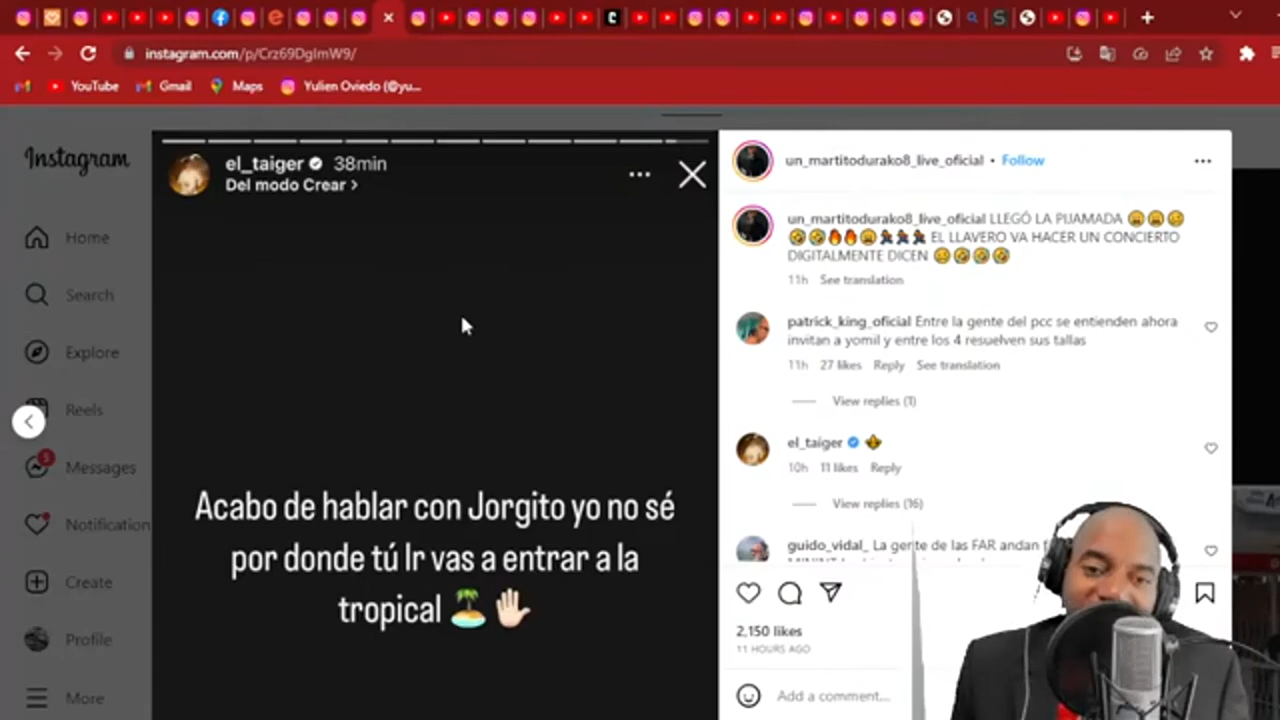 instagram.com/p/Crz69DgImW9/
YouTube
Gmail
Maps
Yulien Oviedo (@yu...
Instagram
Home
Search
Explore
Reels
Messages
Notification
Create
Profile
More
el_taiger 38min
Del modo Crear >
Acabo de hablar con Jorgito yo no sé
por donde tú Ir vas a entrar a la
tropical
un_martitodurako8_live_oficial • Follow
un_martitodurako8_live_oficial LLEGÓ LA PIJAMADA
EL LLAVERO VA HACER UN CONCIERTO
DIGITALMENTE DICEN
11h See translation
patrick_king_oficial Entre la gente del pcc se entienden ahora
invitan a yomil y entre los 4 resuelven sus tallas
11h 27 likes Reply See translation
View replies (1)
el_taiger
10h 11 likes Reply
View replies (16)
guido_vidal_ La gente de las FAR andan
2,150 likes
11 HOURS AGO
Add a comment...